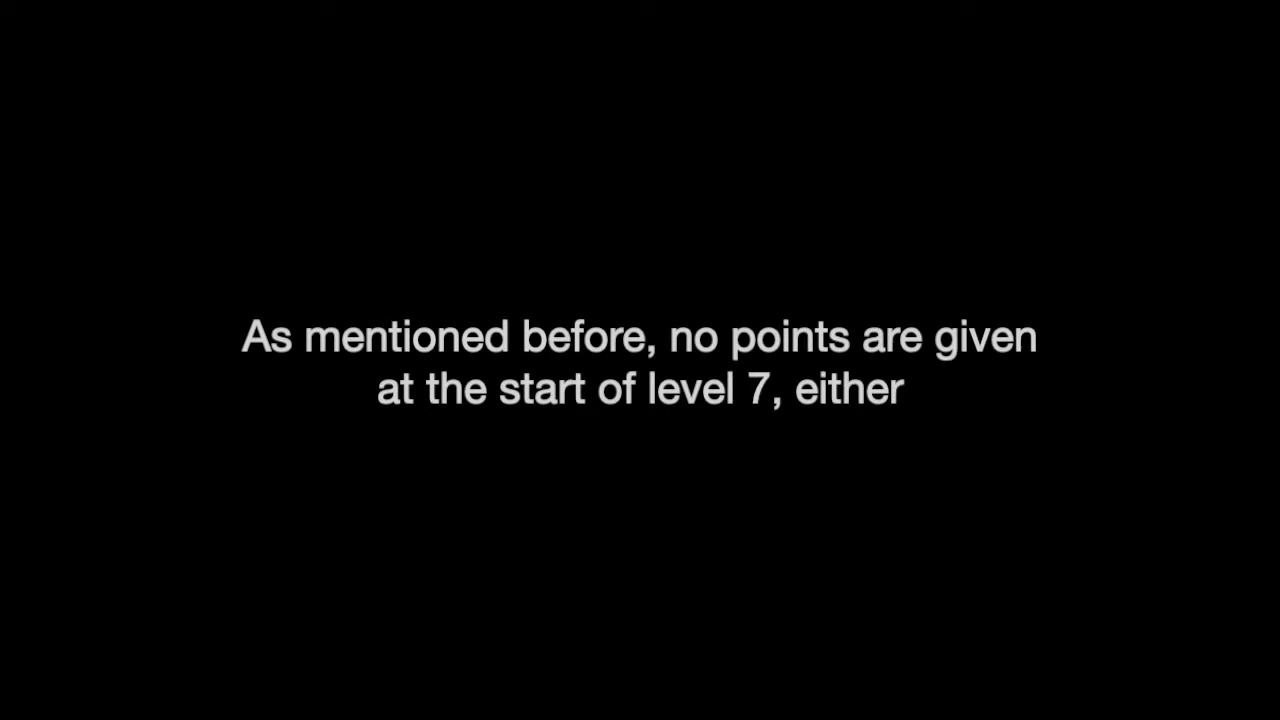 As mentioned before, no points are given
at the start of level 7, either